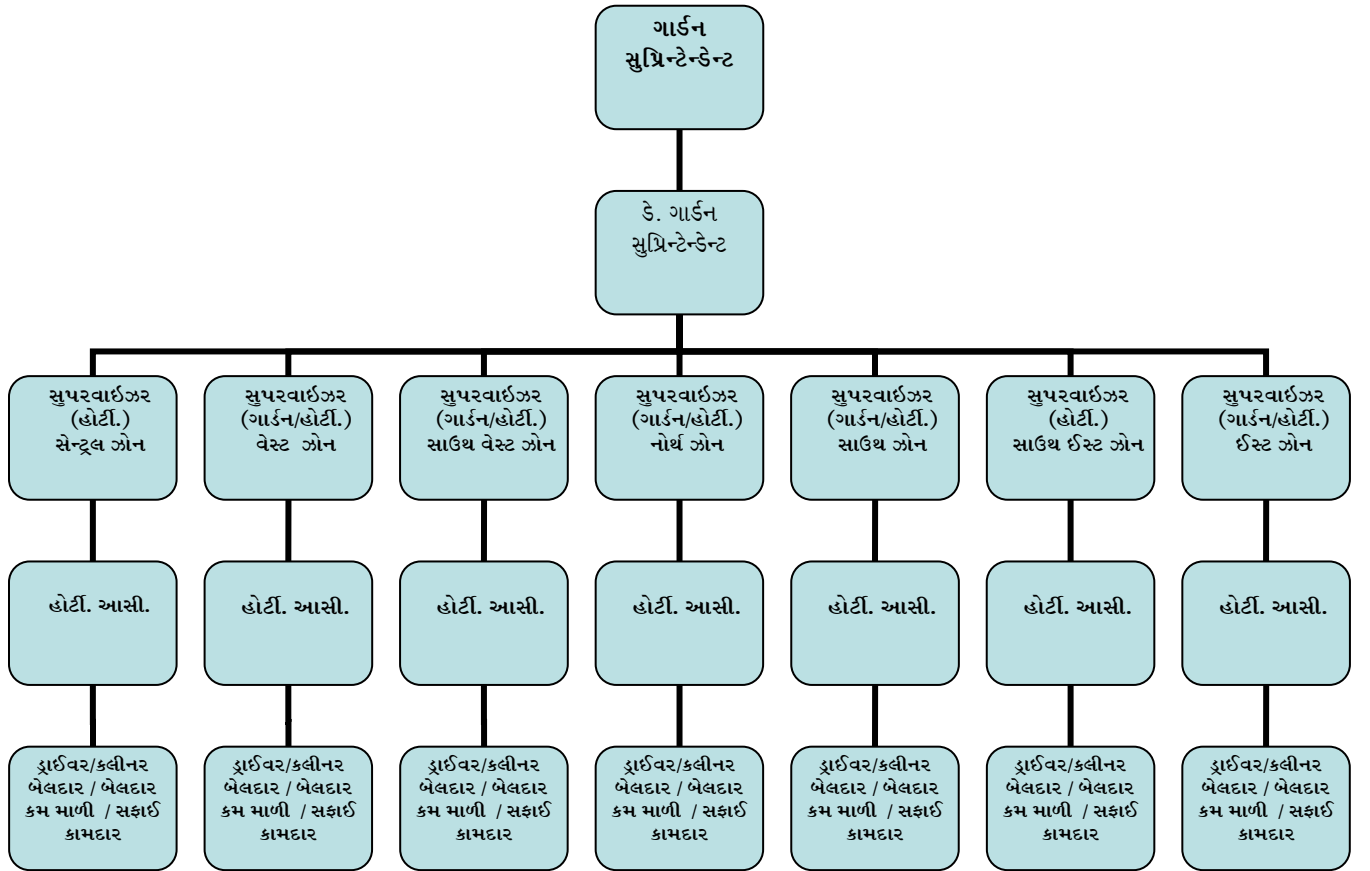 ગાર્ડન
સુપ્રિન્ટેન્ડેન્ટ
ડે. ગાર્ડન
સુપ્રિન્ટેન્ડેન્ટ
સુપરવાઇઝર
(હોર્ટી.)
સેન્ટ્રલ ઝોન
સુપરવાઇઝર
(ગાર્ડન/હોર્ટી.)
વેસ્ટ ઝોન
સુપરવાઇઝર
(ગાર્ડન/હોર્ટી.)
સાઉથ વેસ્ટ ઝોન
સુપરવાઇઝર
(ગાર્ડન/હોર્ટી.)
નોર્થ ઝોન
સુપરવાઇઝર
(ગાર્ડન/હોર્ટી.)
સાઉથ ઝોન
સુપરવાઇઝર
(હોર્ટી.)
સાઉથ ઈસ્ટ ઝોન
સુપરવાઇઝર
(ગાર્ડન/હોર્ટી.)
ઈસ્ટ ઝોન
હોર્ટી. આસી.
હોર્ટી. આસી.
હોર્ટી. આસી.
હોર્ટી. આસી.
હોર્ટી. આસી.
હોર્ટી. આસી.
હોર્ટી. આસી.
ડ્રાઈવર/કલીનર
બેલદાર / બેલદાર
કમ માળી / સફાઈ
કામદાર
ડ્રાઈવર/કલીનર
બેલદાર / બેલદાર
કમ માળી / સફાઈ
કામદાર
ડ્રાઈવર/કલીનર
બેલદાર / બેલદાર
કમ માળી / સફાઈ
કામદાર
ડ્રાઈવર/કલીનર
બેલદાર / બેલદાર
કમ માળી / સફાઈ
કામદાર
ડ્રાઈવર/કલીનર
બેલદાર / બેલદાર
કમ માળી / સફાઈ
કામદાર
ડ્રાઈવર/કલીનર
બેલદાર / બેલદાર
કમ માળી / સફાઈ
કામદાર
ડ્રાઈવર/કલીનર
બેલદાર / બેલદાર
કમ માળી / સફાઈ
કામદાર